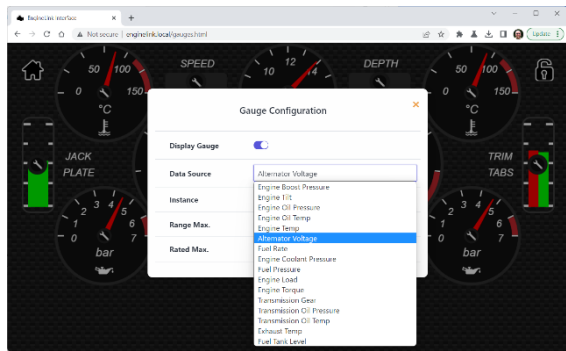 EngineLink Interface
Not secure | enginelink.local/gauges.html
Update
50 100
0 150
°C
SPEED
10 12 14
DEPTH
50 100
0 150
°C
JACK
PLATE
TRIM
TABS
2 3 4 5
1 6
0 7
bar
2 3 4 5
1 6
0 7
bar
Gauge Configuration
×
Display Gauge
Data Source
Alternator Voltage
Instance
Range Max.
Rated Max.
Engine Boost Pressure
Engine Tilt
Engine Oil Pressure
Engine Oil Temp
Engine Temp
Alternator Voltage
Fuel Rate
Engine Coolant Pressure
Fuel Pressure
Engine Load
Engine Torque
Transmission Gear
Transmission Oil Pressure
Transmission Oil Temp
Exhaust Temp
Fuel Tank Level